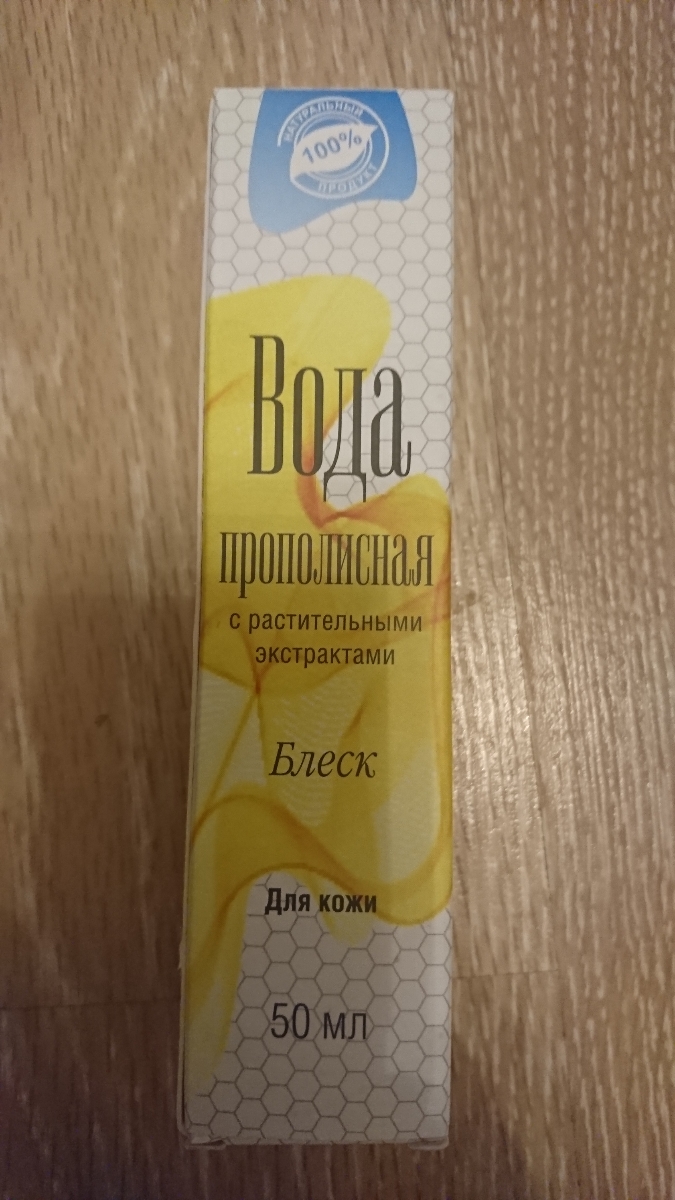 НАТУРАЛЬНЫЙ
100%
ПРОДУКТ
Вода
прополисная
с растительными
экстрактами
Блеск
Для кожи
50 мл